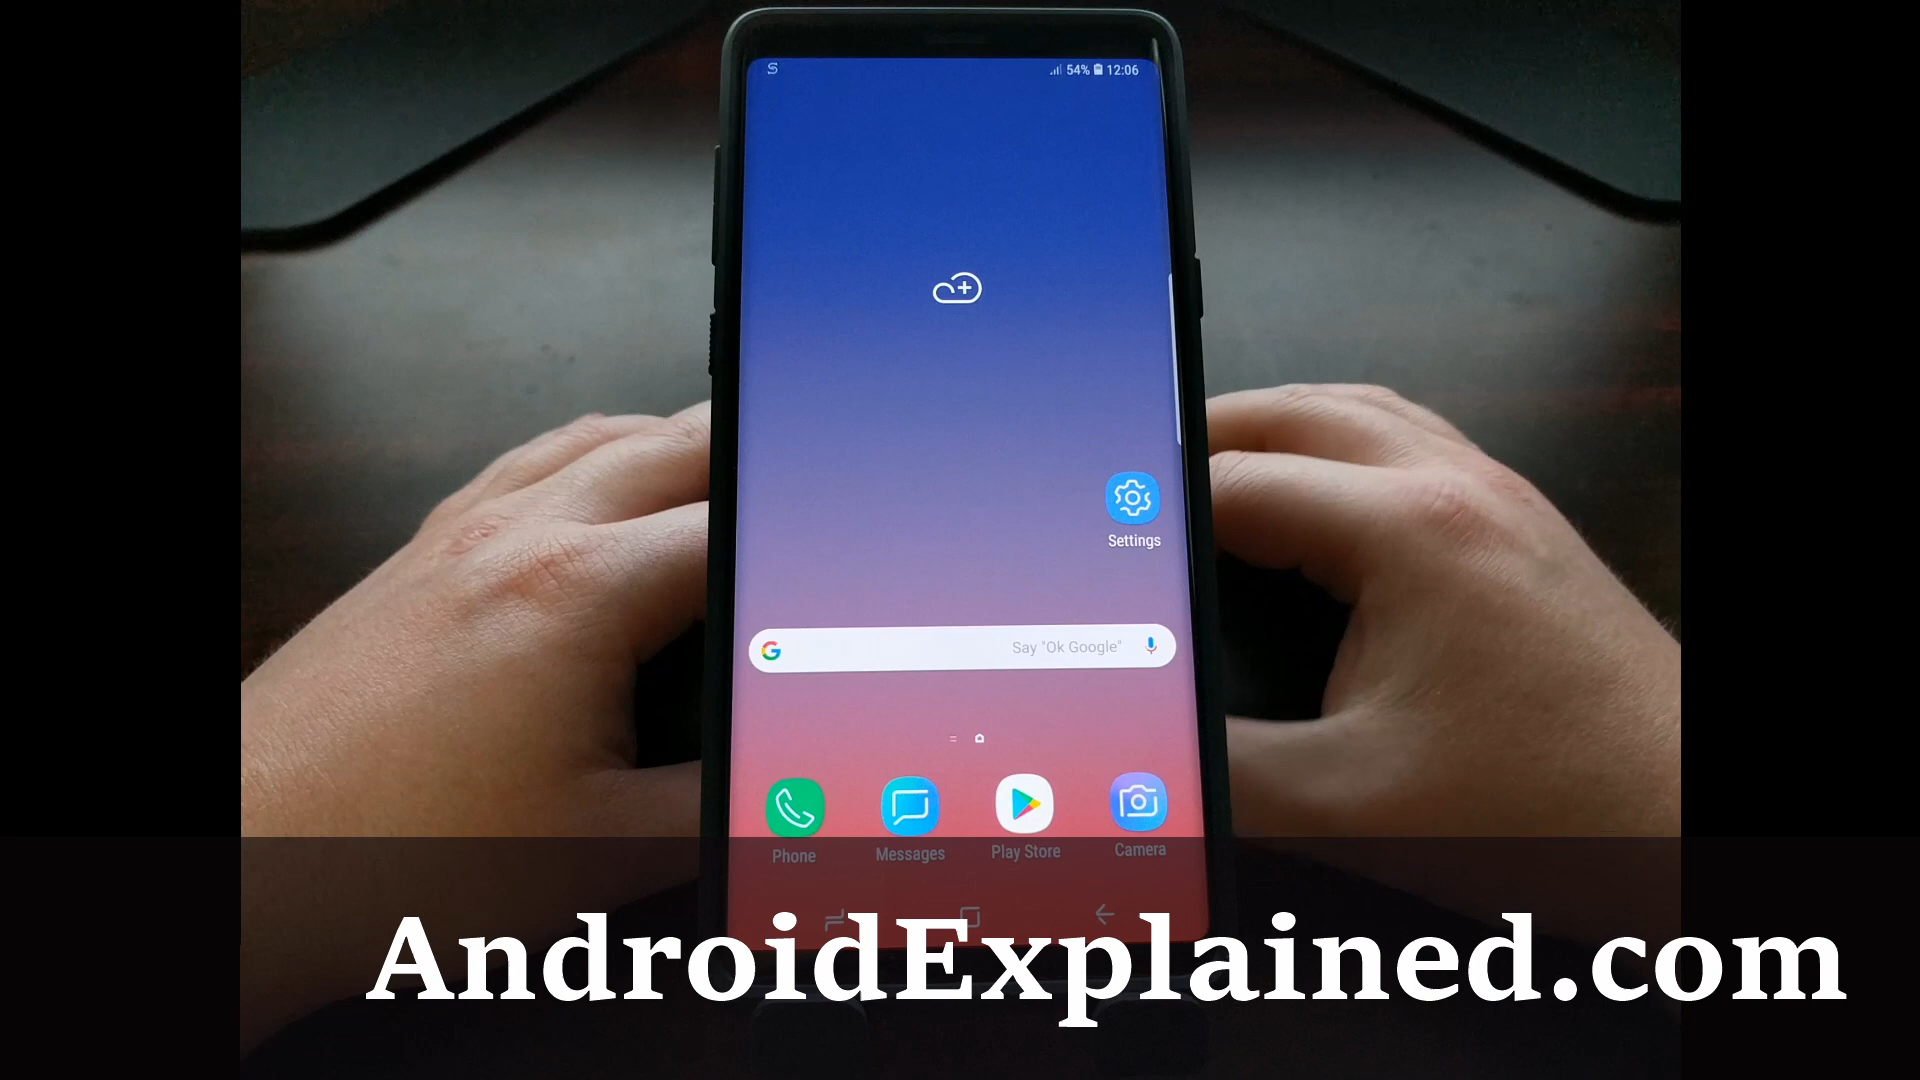 54% 12:06
Settings
G Say "Ok Google"
Phone Messages Play Store Camera
AndroidExplained.com